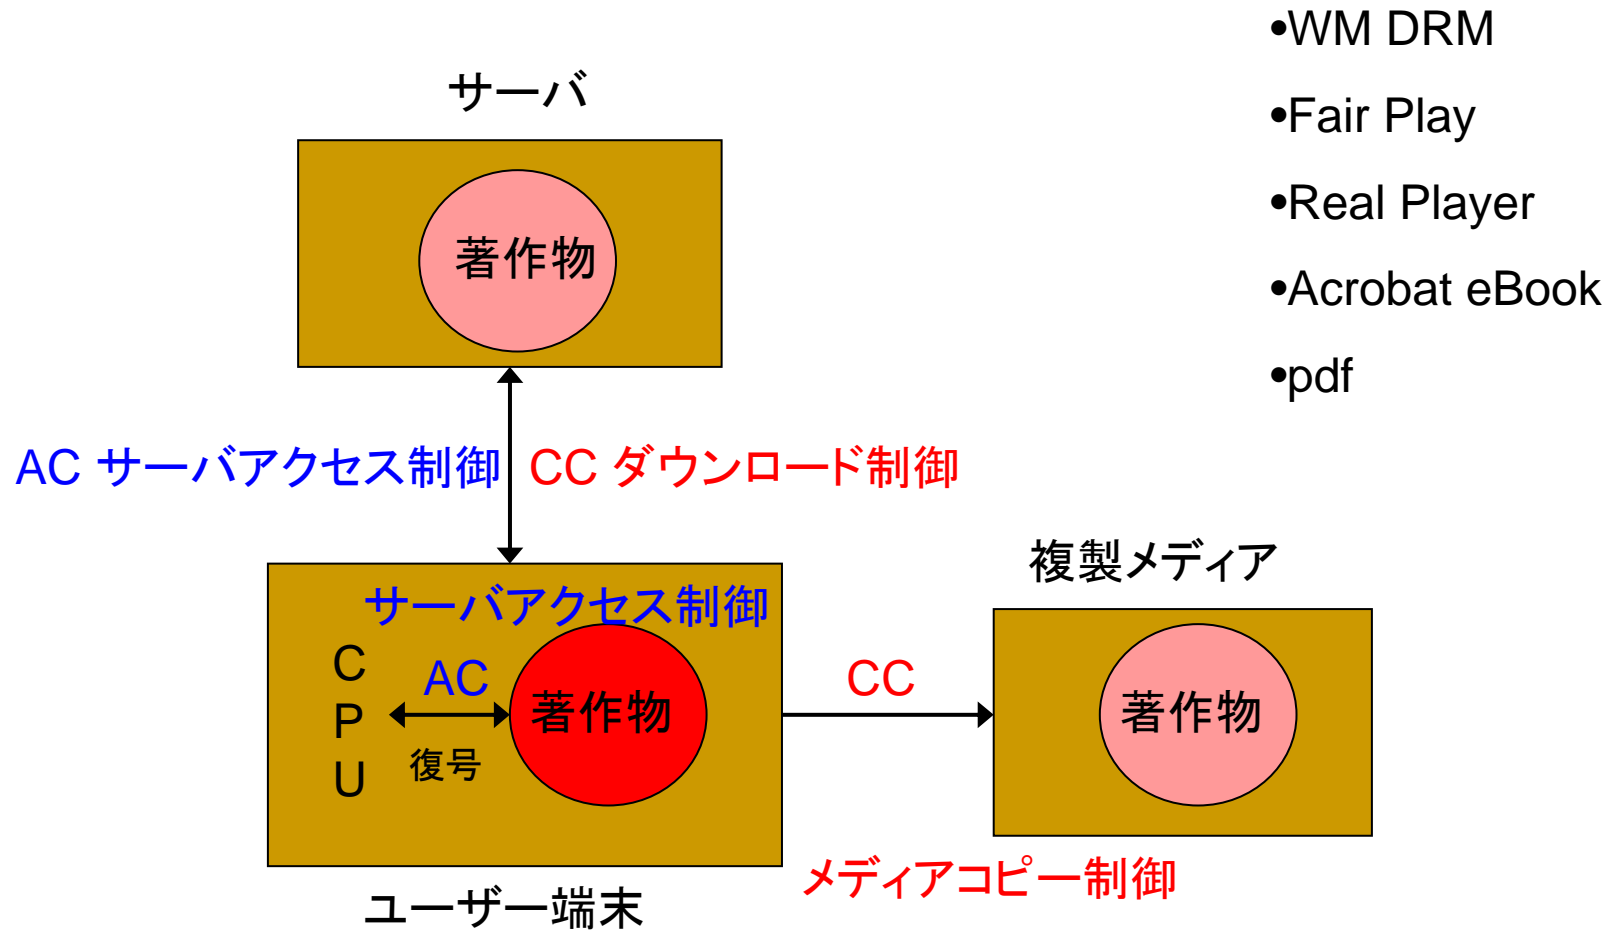 •WM DRM
サーバ
•Fair Play
•Real Player
著作物
•Acrobat eBook
•pdf
AC サーバアクセス制御
CC ダウンロード制御
複製メディア
サーバアクセス制御
CPU
AC
著作物
復号
CC
著作物
メディアコピー制御
ユーザー端末